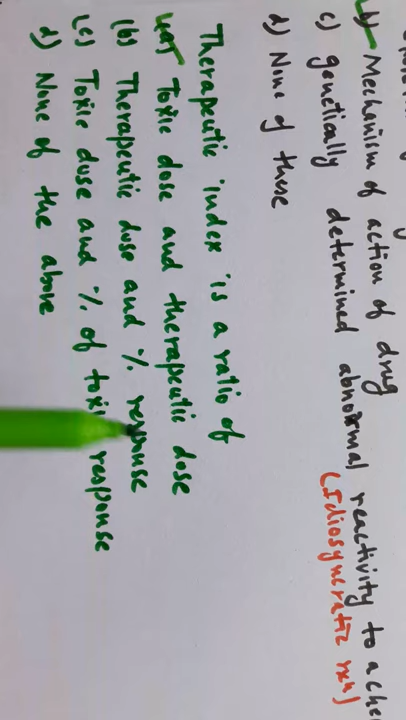 b) Mechanism of action of drug
c) genetically determined abnormal reactivity to a che
(Idiosyncratic rxn)
d) None of these
Therapeutic index is a ratio of
(a) Toxic dose and therapeutic dose
(b) Therapeutic dose and % response
(c) Toxic dose and % of toxi response
d) None of the above